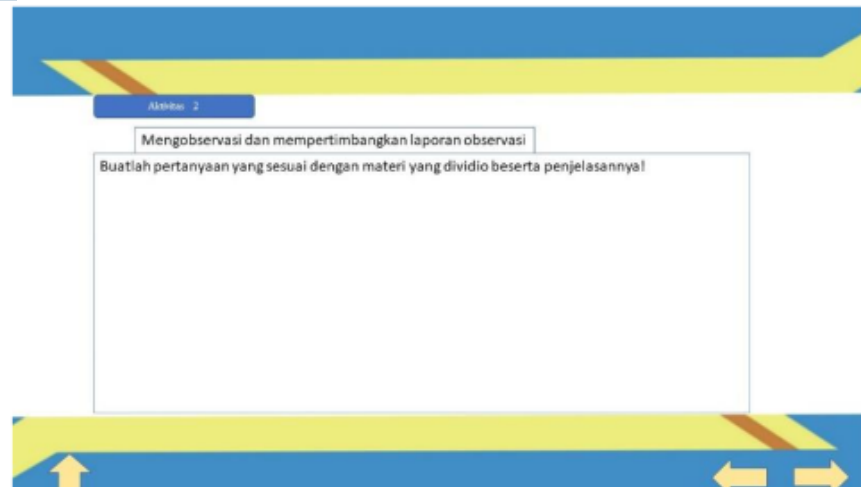 Aktivitas 2
Mengobservasi dan mempertimbangkan laporan observasi
Buatlah pertanyaan yang sesuai dengan materi yang dividio beserta penjelasannya!